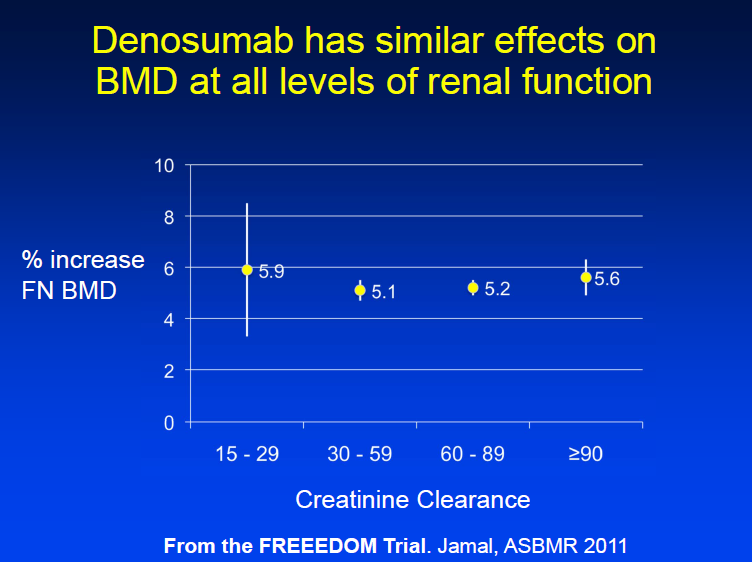 Denosumab has similar effects on
BMD at all levels of renal function
10
8
% increase
FN BMD
6
4
2
0
5.9
5.1
5.2
5.6
15 - 29
30 - 59
60 - 89
≥90
Creatinine Clearance
From the FREEEDOM Trial. Jamal, ASBMR 2011